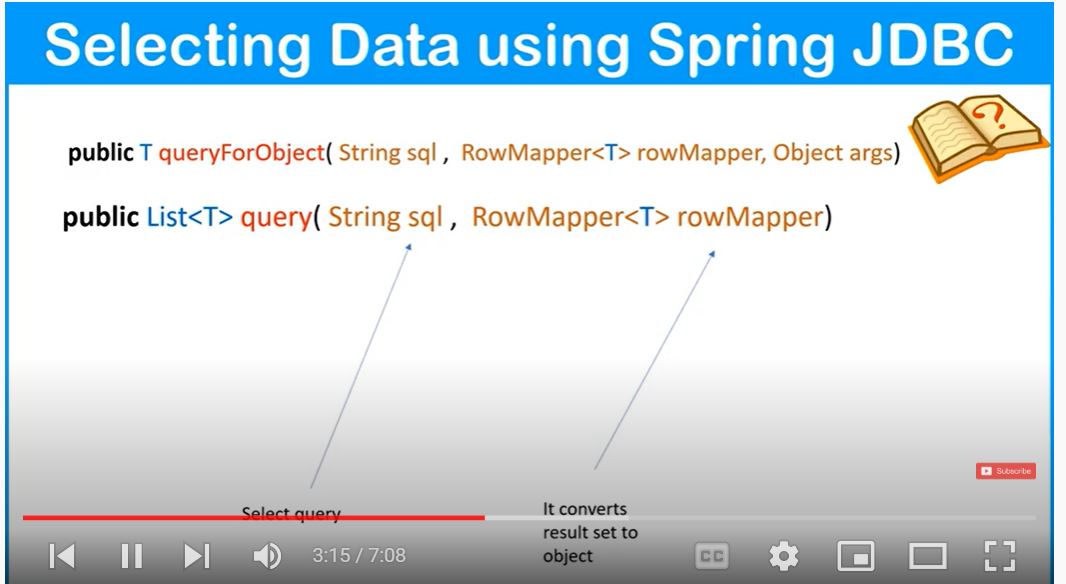 Selecting Data using Spring JDBC
public T queryForObject( String sql , RowMapper<T> rowMapper, Object args)
public List<T> query( String sql , RowMapper<T> rowMapper)
Subscribe
Select query
It converts
result set to
object
3:15 / 7:08
CC